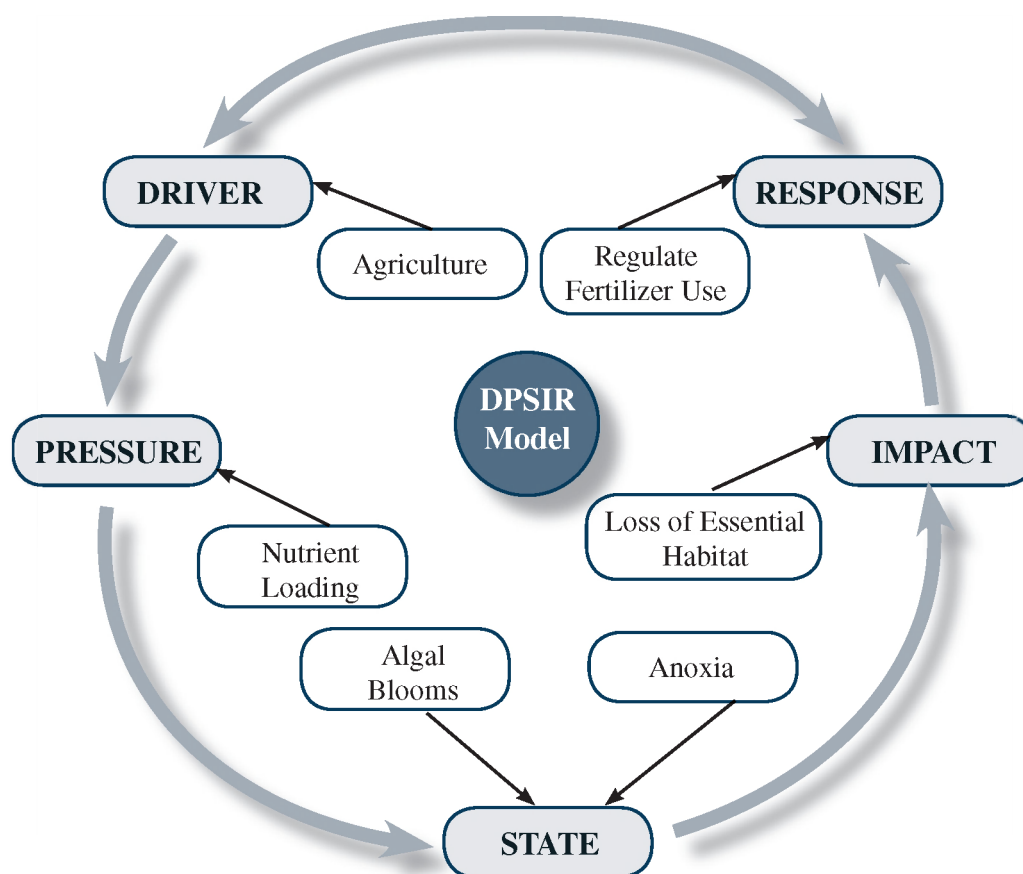 DRIVER
RESPONSE
Agriculture
Regulate
Fertilizer Use
DPSIR
Model
PRESSURE
IMPACT
Nutrient
Loading
Loss of Essential
Habitat
Algal
Blooms
Anoxia
STATE